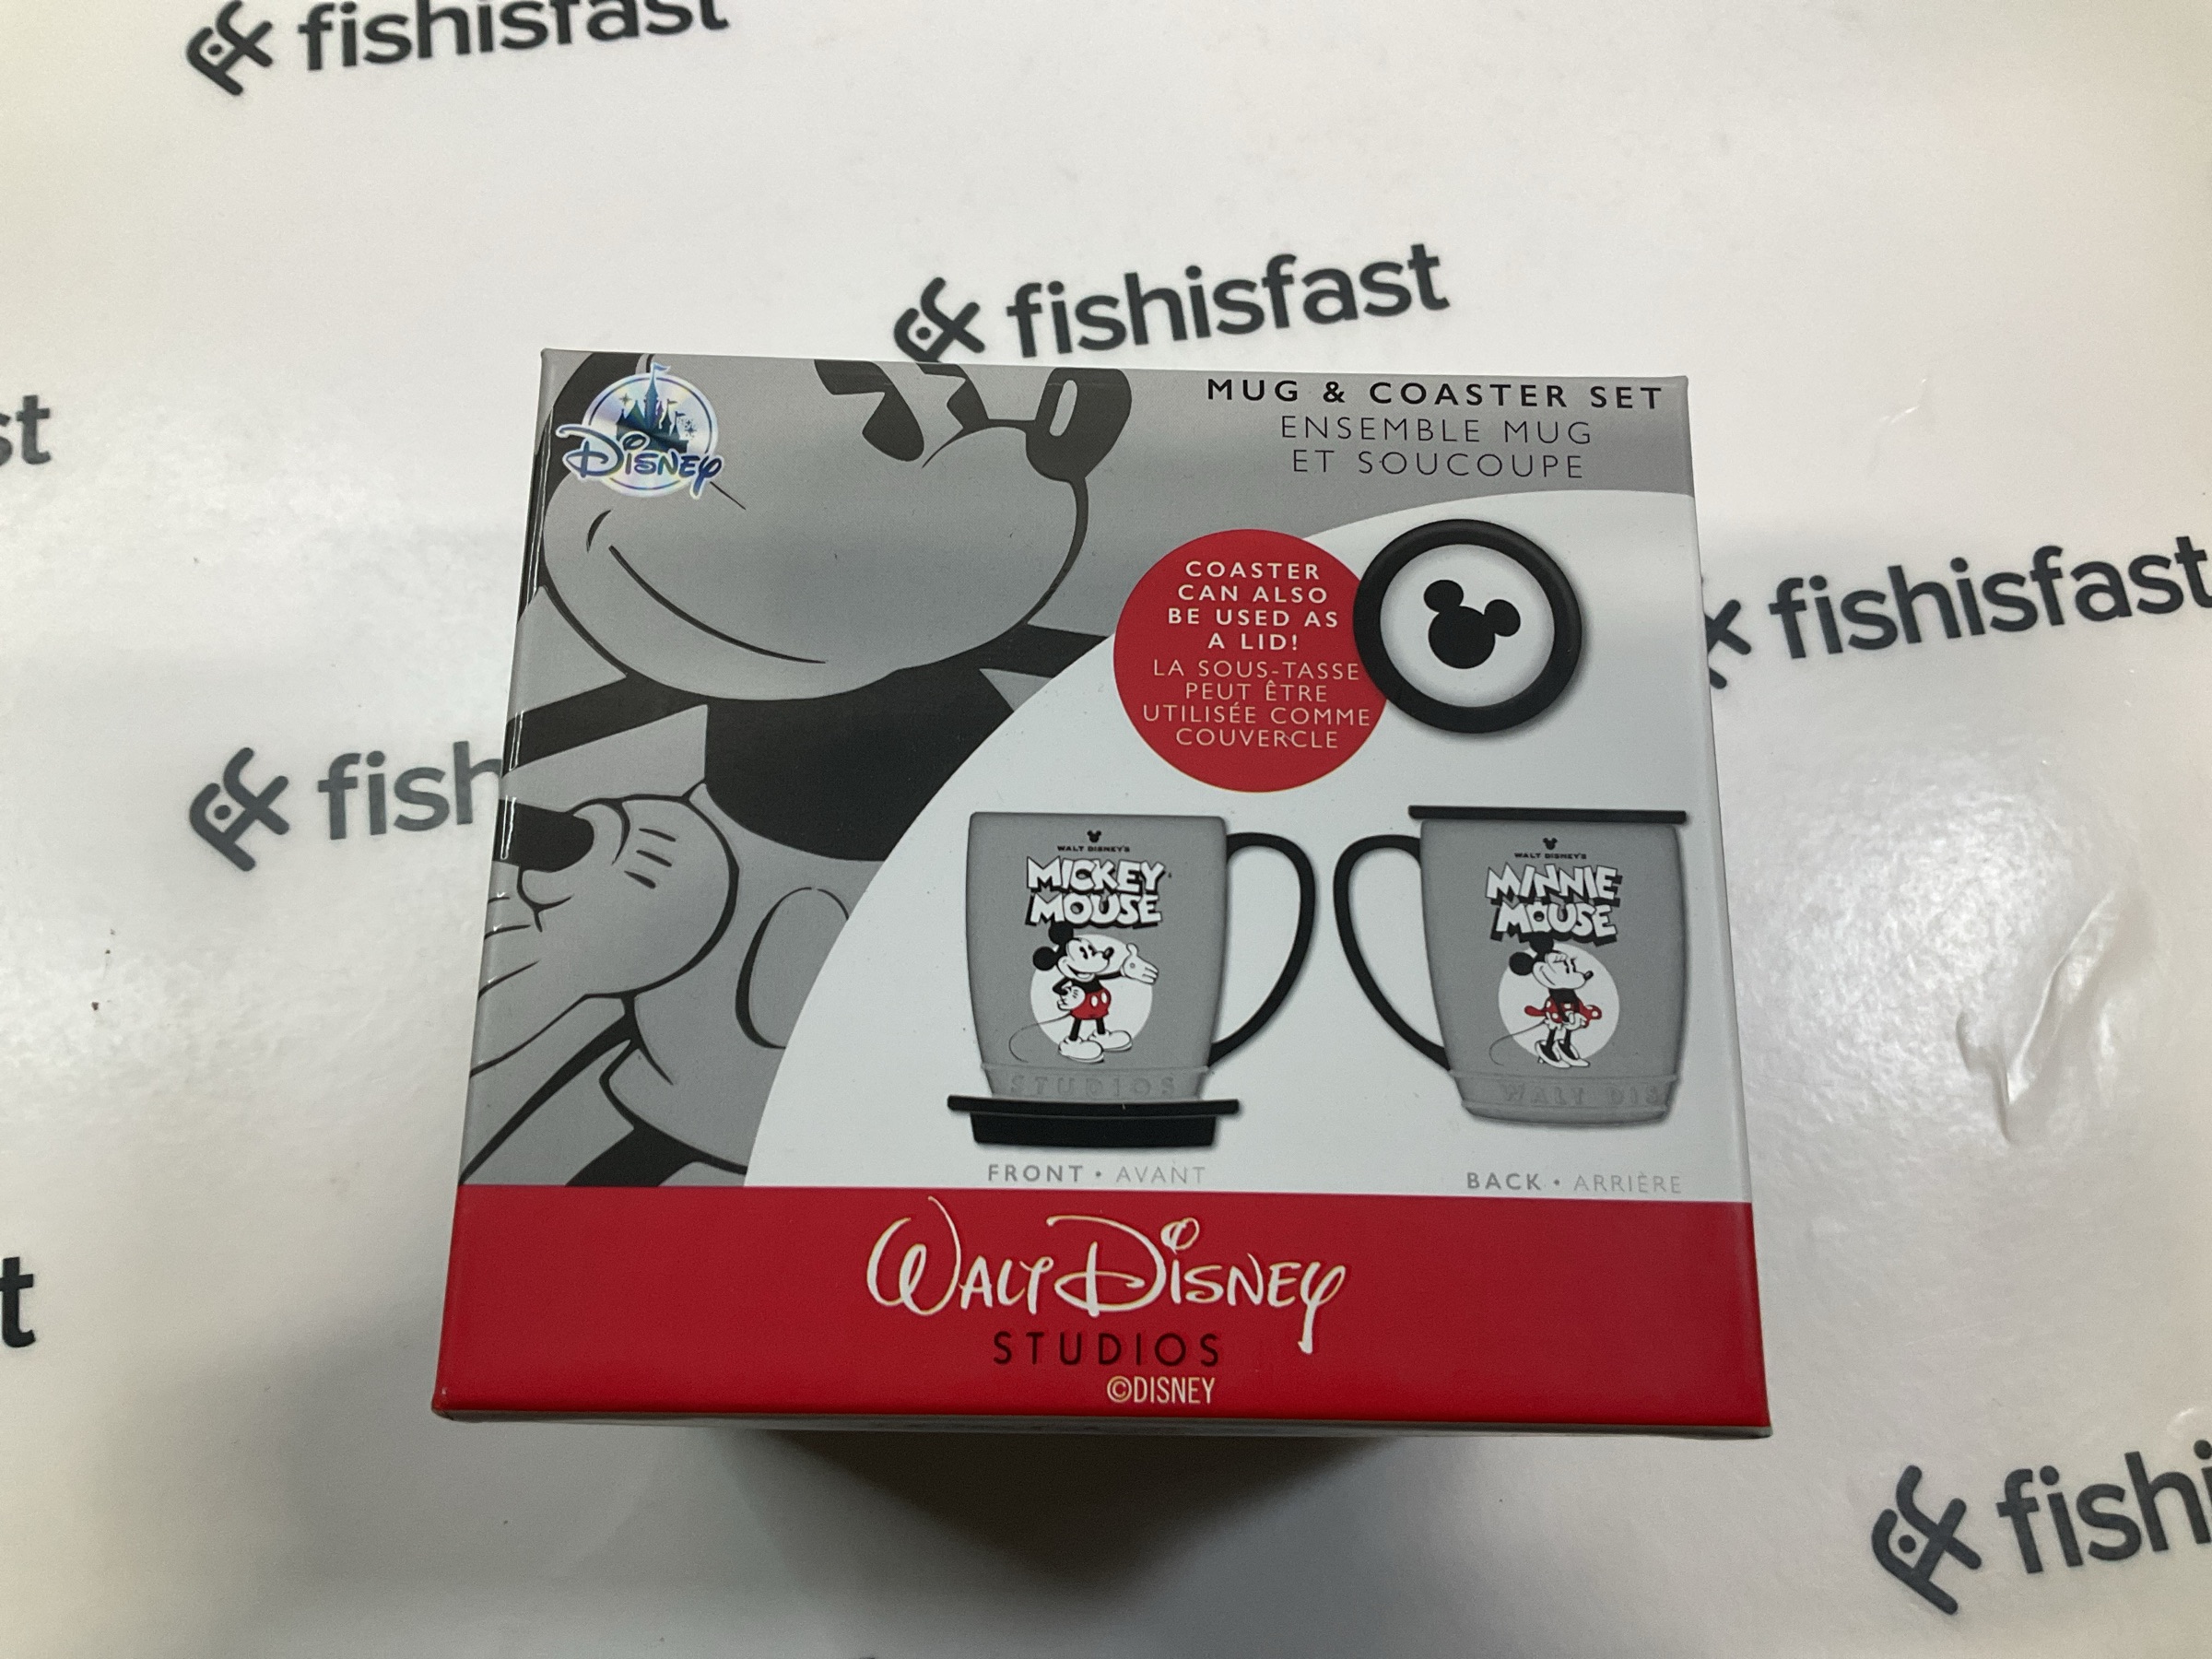 fishisfast
fishisfast
st
fishisfast
fish
Disney
MUG & COASTER SET
ENSEMBLE MUG
ET SOUCOUPE
COASTER
CAN ALSO
BE USED AS
A LID!
LA SOUS-TASSE
PEUT ÊTRE
UTILISÉE COMME
COUVERCLE
WALT DISNEY'S
MICKEY
MOUSE
STUDIOS
WALT DISNEY'S
MINNIE
MOUSE
WALT DIS
FRONT • AVANT
BACK • ARRIÈRE
WALT DISNEY
STUDIOS
©DISNEY
t
fishi